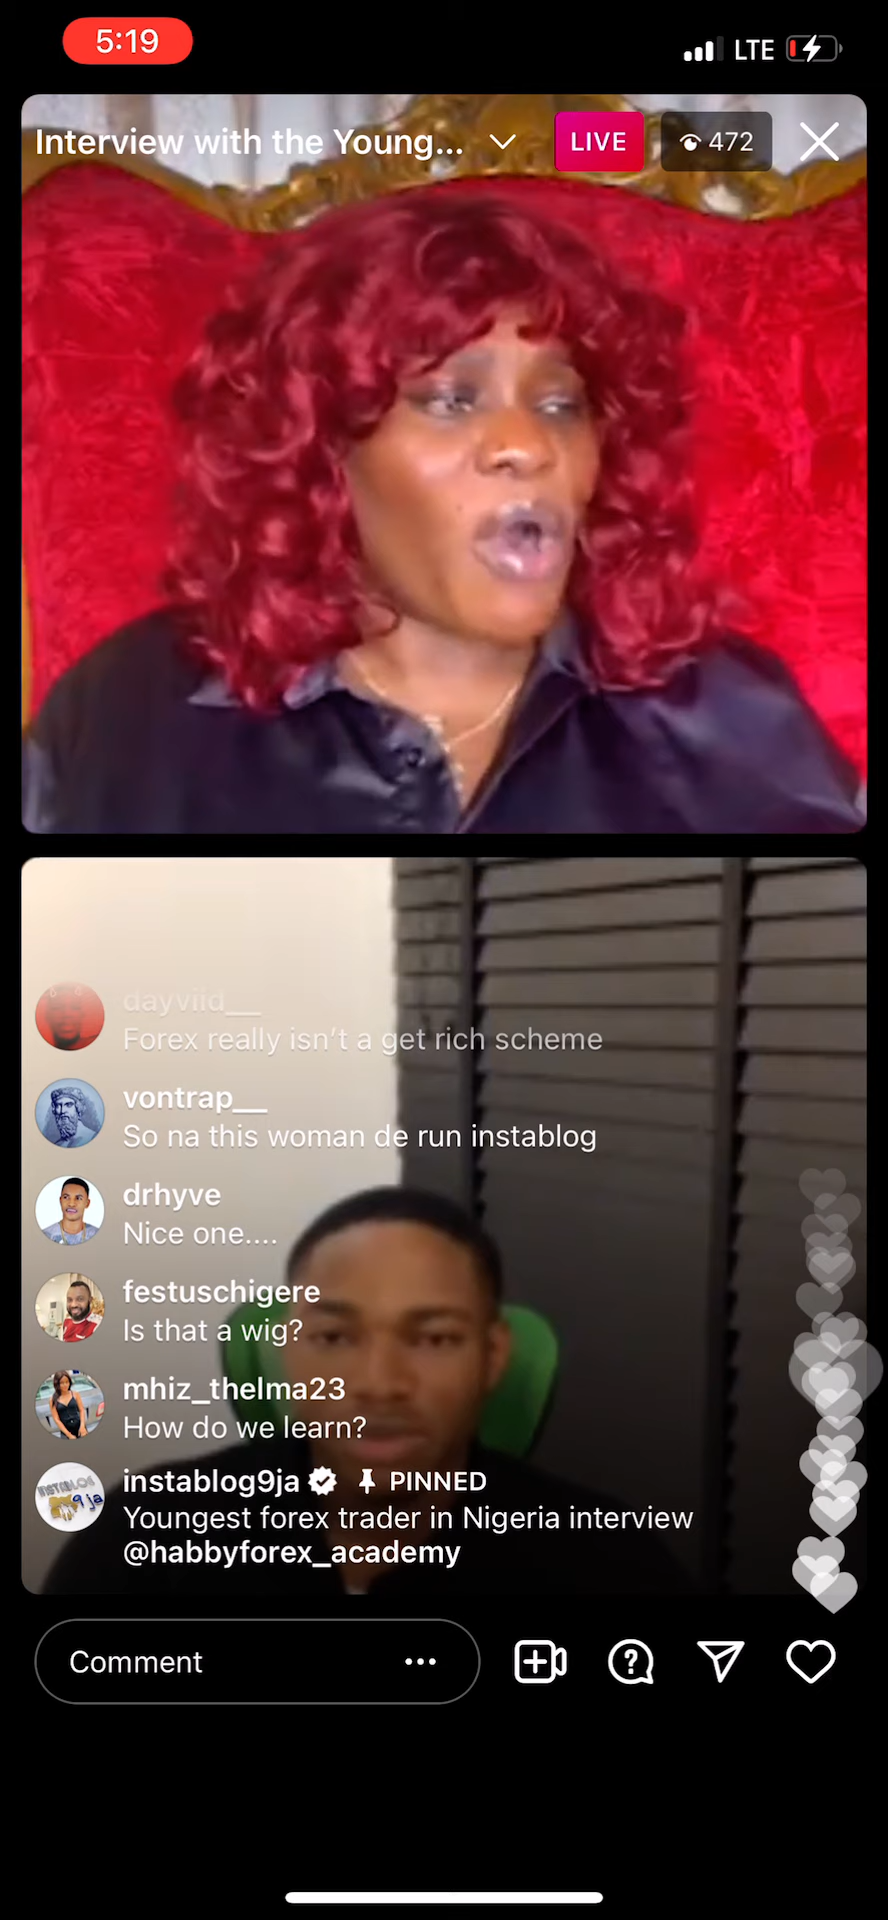 5:19
LTE
Interview with the Young...
LIVE
472
dayviid__
Forex really isn't a get rich scheme
vontrap__
So na this woman de run instablog
drhyve
Nice one....
festuschigere
Is that a wig?
mhiz_thelma23
How do we learn?
INSTABLOG
9ja
instablog9ja PINNED
Youngest forex trader in Nigeria interview
@habbyforex_academy
Comment